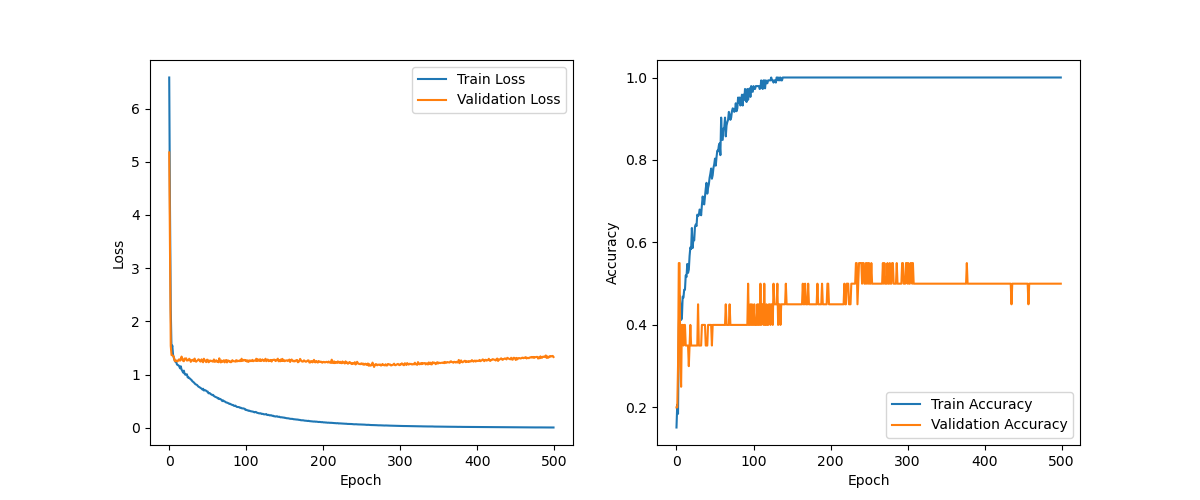 Train Loss
Validation Loss
6
5
4
3
2
1
0
Loss
0 100 200 300 400 500
Epoch
1.0
0.8
0.6
0.4
0.2
Accuracy
Train Accuracy
Validation Accuracy
0 100 200 300 400 500
Epoch